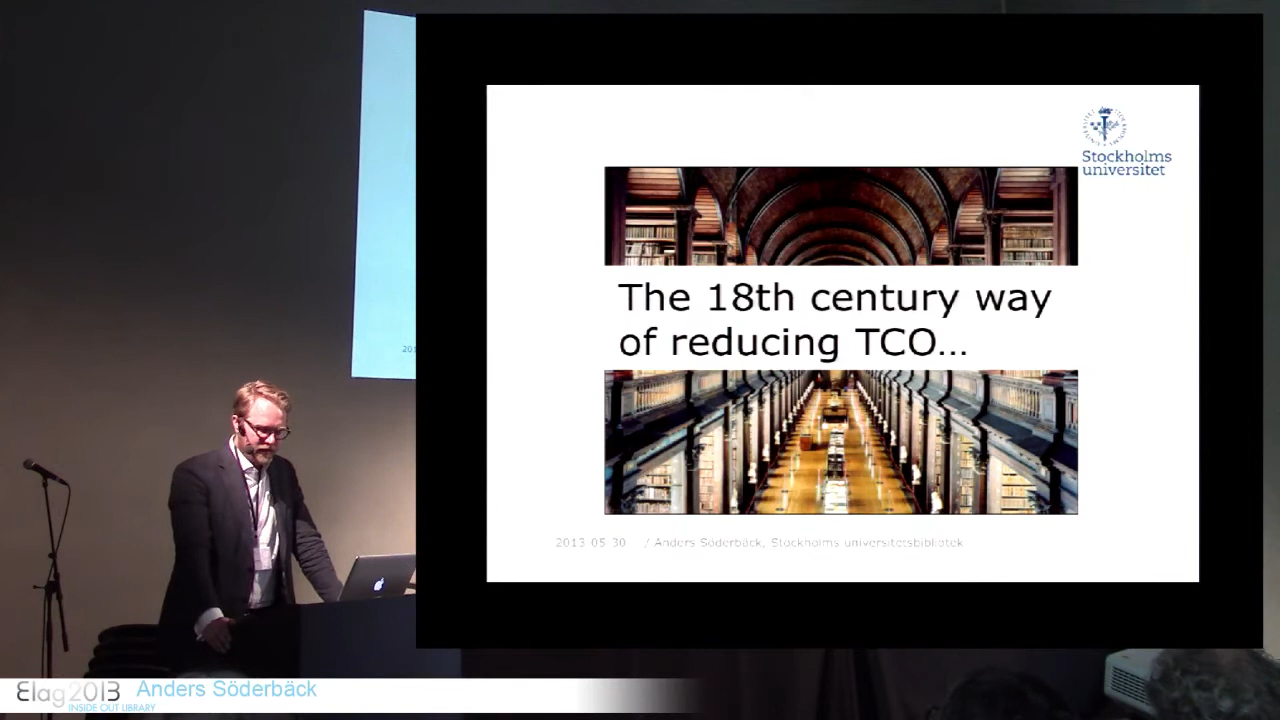 Stockholms
universitet
The 18th century way
of reducing TCO...
2013-05-30 / Anders Söderbäck, Stockholms universitetsbibliotek
201
Elag2013 Anders Söderbäck
INSIDE OUT LIBRARY